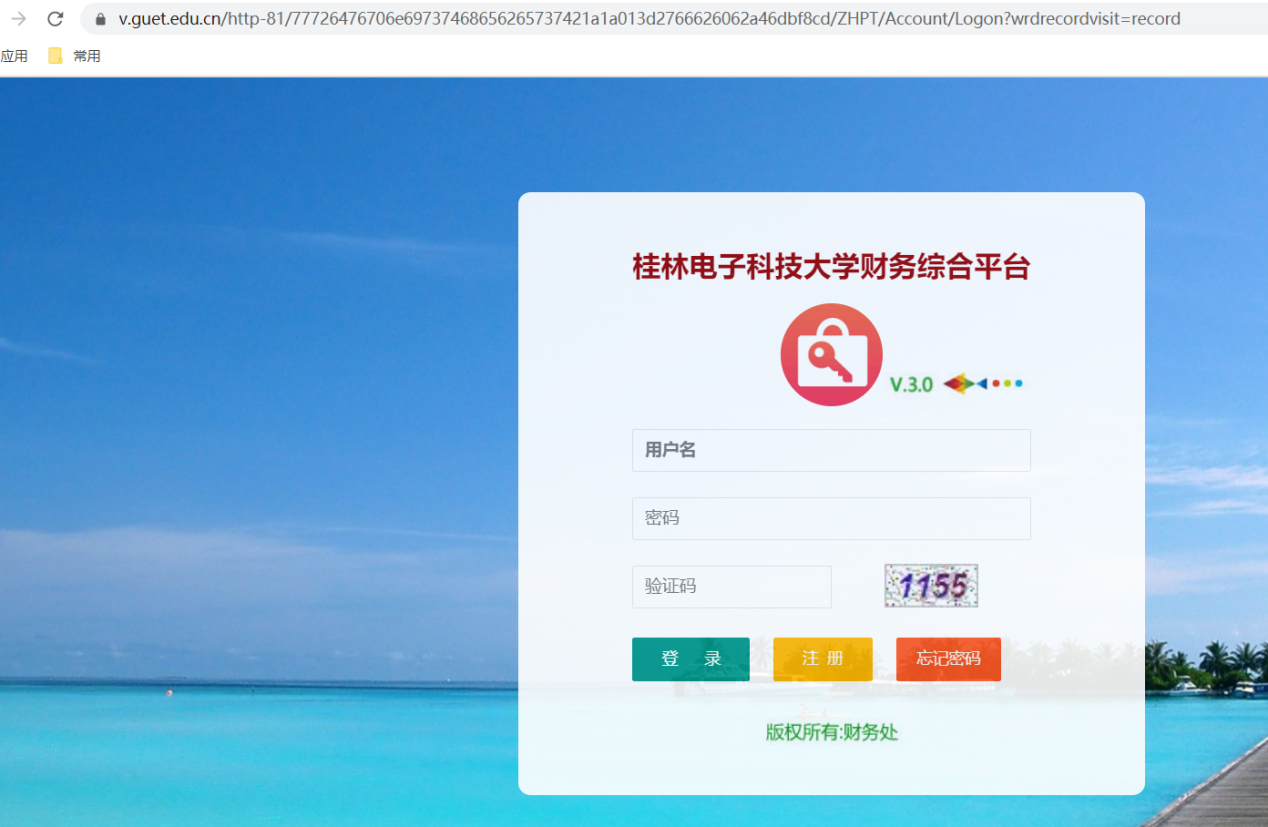 v.guet.edu.cn/http-81/77726476706e69737468656265737421a1a013d2766626062a46dbf8cd/ZHPT/Account/Logon?wrdrecordvisit=record
应用 常用
桂林电子科技大学财务综合平台
V.3.0
用户名
密码
验证码 1155
登 录 注 册 忘记密码
版权所有:财务处